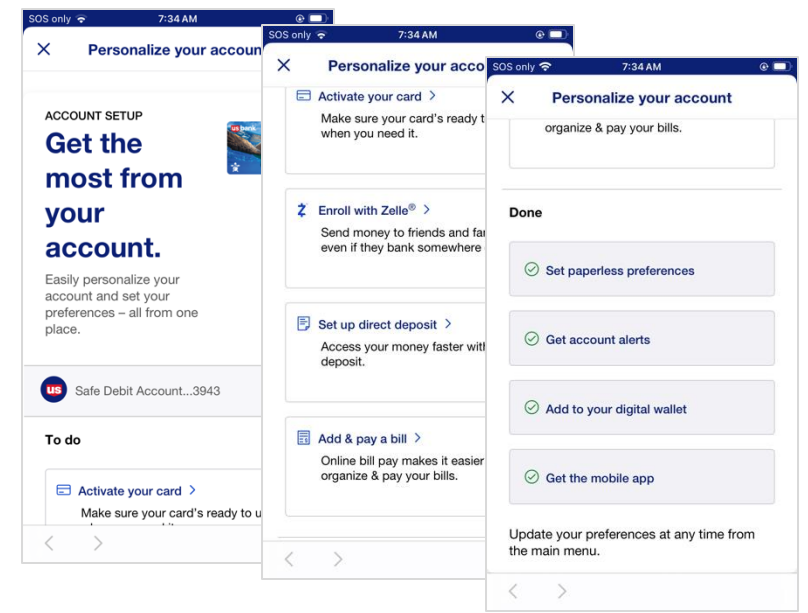 SOS only 7:34 AM
Personalize your accoun
ACCOUNT SETUP
Get the
most from
your
account.
us bank
Easily personalize your
account and set your
preferences – all from one
place.
us
Safe Debit Account...3943
To do
Activate your card >
Make sure your card's ready to u
SOS only 7:34 AM
Personalize your acco
Activate your card >
Make sure your card's ready t
when you need it.
Enroll with Zelle® >
Send money to friends and fa
even if they bank somewhere
Set up direct deposit >
Access your money faster wit
deposit.
Add & pay a bill >
Online bill pay makes it easier
organize & pay your bills.
SOS only 7:34 AM
Personalize your account
organize & pay your bills.
Done
Set paperless preferences
Get account alerts
Add to your digital wallet
Get the mobile app
Update your preferences at any time from
the main menu.